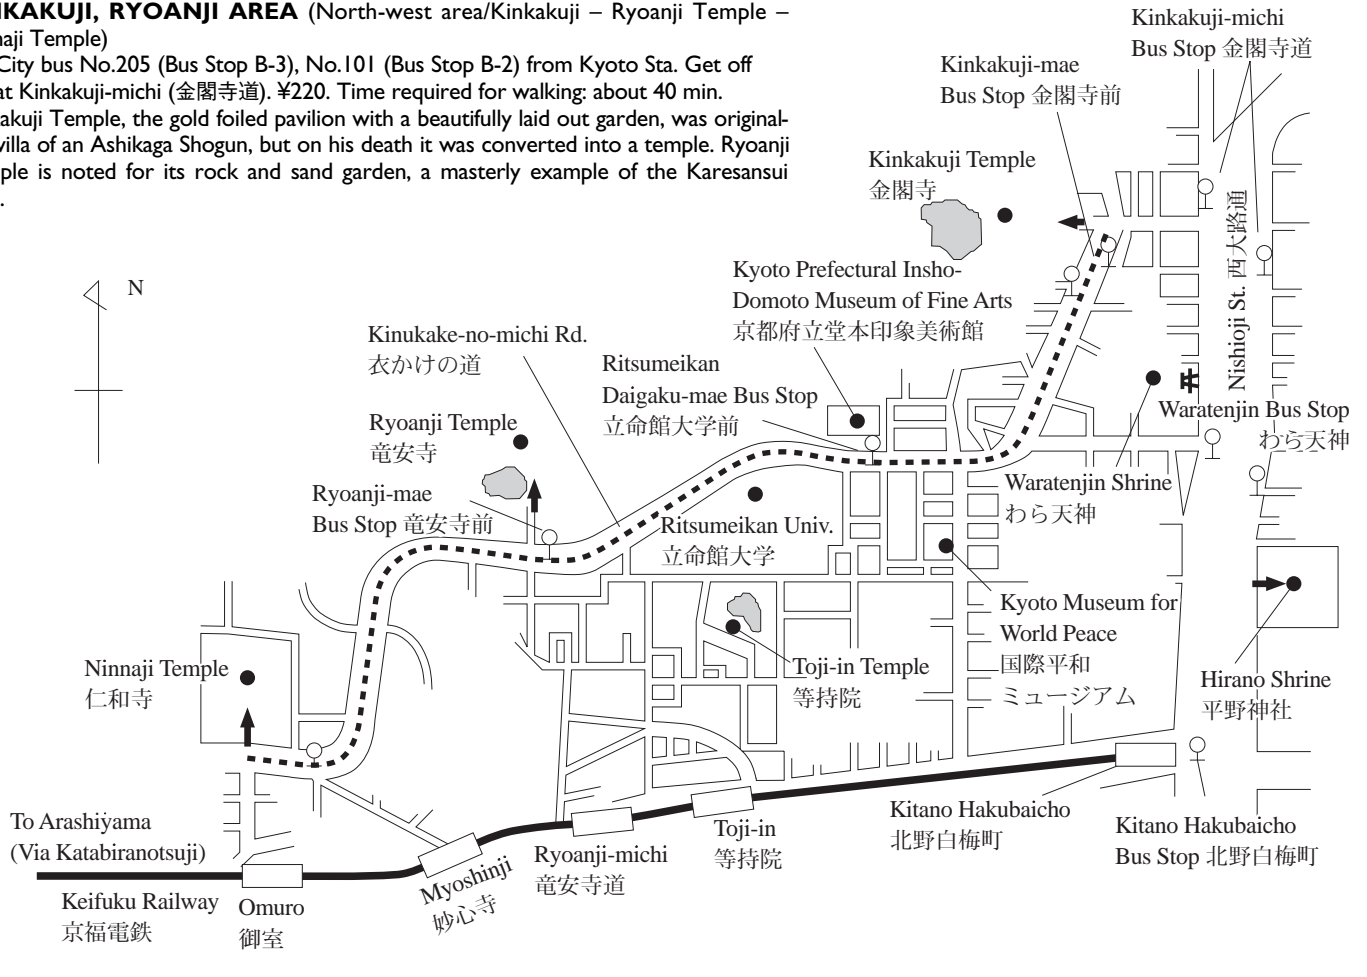 NKAKUJI, RYOANJI AREA (North-west area/Kinkakuji – Ryoanji Temple –
naji Temple)
City bus No.205 (Bus Stop B-3), No.101 (Bus Stop B-2) from Kyoto Sta. Get off
at Kinkakuji-michi (金閣寺道). ¥220. Time required for walking: about 40 min.
akuji Temple, the gold foiled pavilion with a beautifully laid out garden, was original-
villa of an Ashikaga Shogun, but on his death it was converted into a temple. Ryoanji
ple is noted for its rock and sand garden, a masterly example of the Karesansui
.
Kinkakuji-michi
Bus Stop 金閣寺道
Kinkakuji-mae
Bus Stop 金閣寺前
Kinkakuji Temple
金閣寺
Nishioji St. 西大路通
N
Kyoto Prefectural Insho-
Domoto Museum of Fine Arts
京都府立堂本印象美術館
Kinukake-no-michi Rd.
衣かけの道
Ritsumeikan
Daigaku-mae Bus Stop
立命館大学前
Waratenjin Bus Stop
わら天神
Ryoanji Temple
竜安寺
Ryoanji-mae
Bus Stop 竜安寺前
Waratenjin Shrine
わら天神
Ritsumeikan Univ.
立命館大学
Kyoto Museum for
World Peace
国際平和
ミュージアム
Ninnaji Temple
仁和寺
Toji-in Temple
等持院
Hirano Shrine
平野神社
To Arashiyama
(Via Katabiranotsuji)
Keifuku Railway
京福電鉄
Omuro
御室
Myoshinji
妙心寺
Ryoanji-michi
竜安寺道
Toji-in
等持院
Kitano Hakubaicho
北野白梅町
Kitano Hakubaicho
Bus Stop 北野白梅町